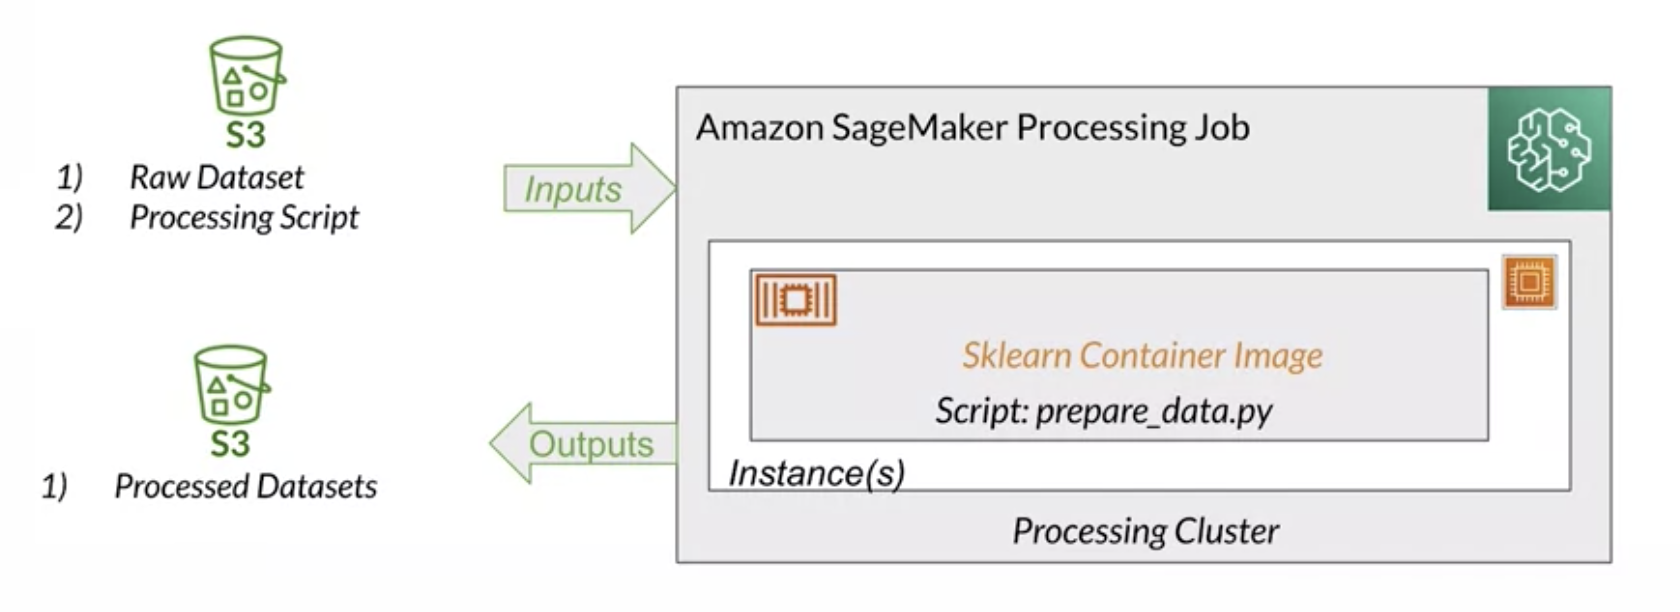 S3
1) Raw Dataset
2) Processing Script
Inputs
Amazon SageMaker Processing Job
Sklearn Container Image
Script: prepare_data.py
Instance(s)
Processing Cluster
Outputs
S3
1) Processed Datasets